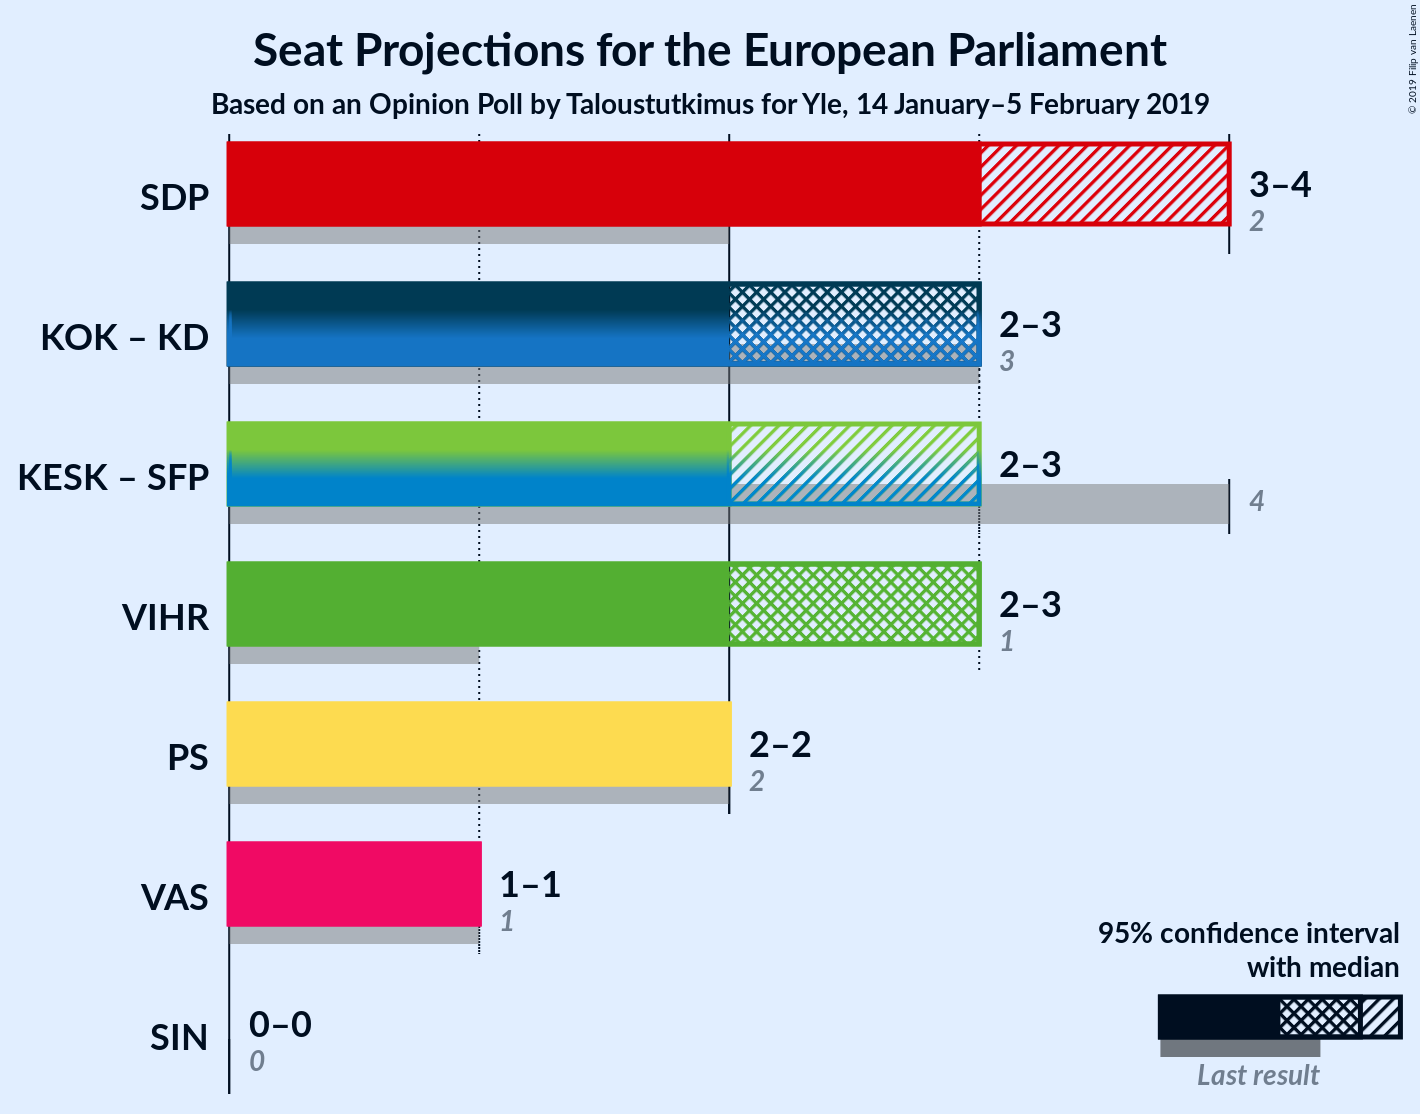 Seat Projections for the European Parliament
Based on an Opinion Poll by Taloustutkimus for Yle, 14 January–5 February 2019
© 2019 Filip van Laenen
SDP
3–4
2
KOK – KD
2–3
3
KESK – SFP
2–3
4
VIHR
2–3
1
PS
2–2
2
VAS
1–1
1
SIN
0–0
0
95% confidence interval
with median
Last result